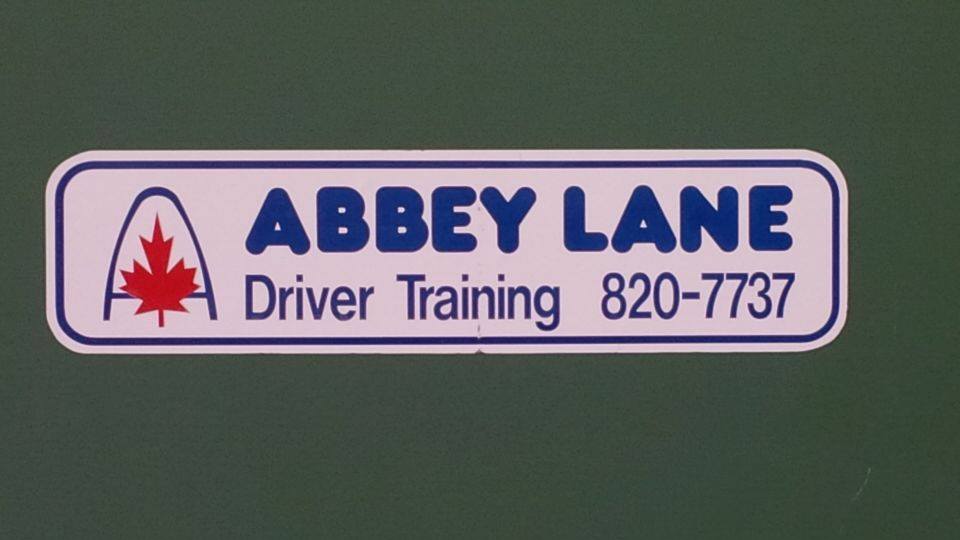 ABBEY LANE
Driver Training 820-7737